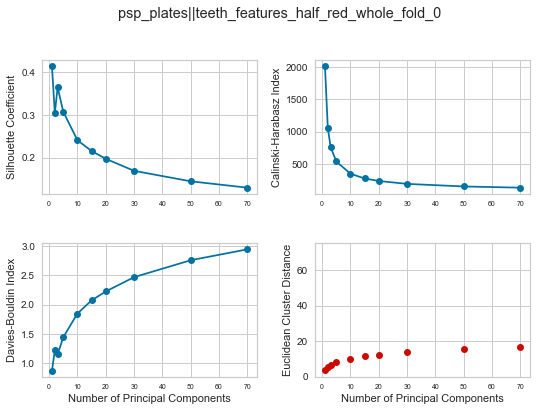 psp_plates||teeth_features_half_red_whole_fold_0
Silhouette Coefficient
0.4
0.3
0.2
0 10 20 30 40 50 60 70
Calinski-Harabasz Index
2000
1500
1000
500
0 10 20 30 40 50 60 70
Davies-Bouldin Index
3.0
2.5
2.0
1.5
1.0
0 10 20 30 40 50 60 70
Number of Principal Components
Euclidean Cluster Distance
60
40
20
0
0 10 20 30 40 50 60 70
Number of Principal Components